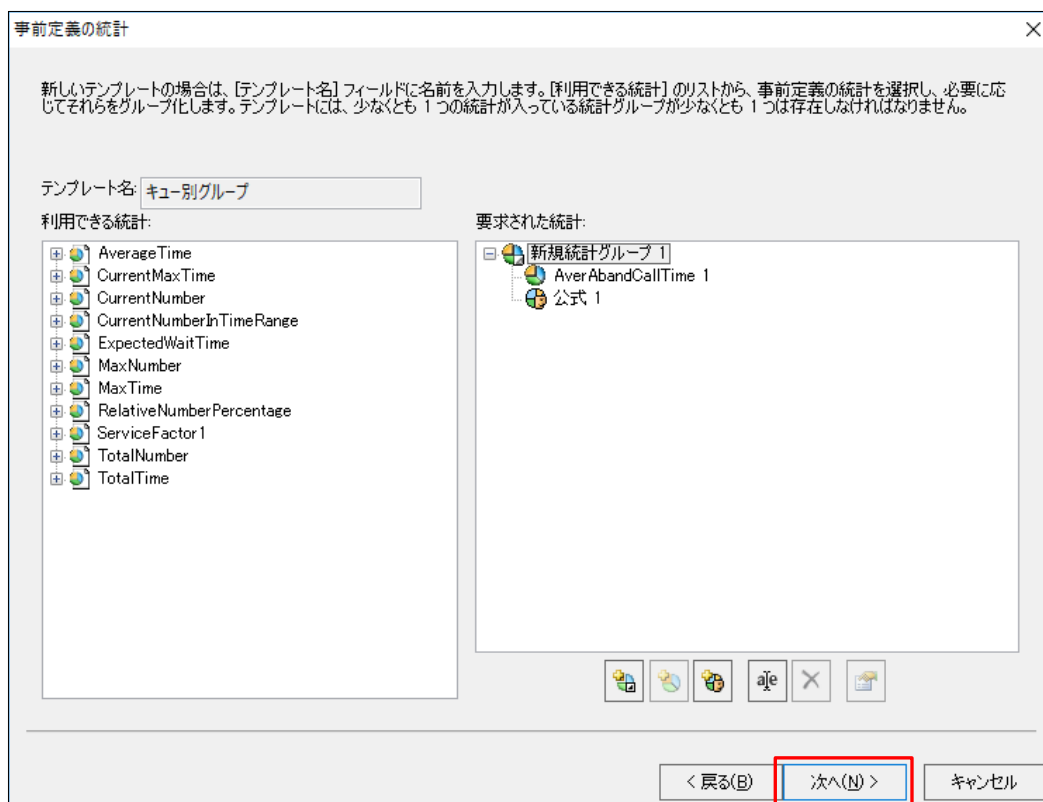 事前定義の統計
新しいテンプレートの場合は、[テンプレート名] フィールドに名前を入力します。[利用できる統計] のリストから、事前定義の統計を選択し、必要に応
じてそれらをグループ化します。テンプレートには、少なくとも 1 つの統計が入っている統計グループが少なくとも 1 つは存在しなければなりません。
テンプレート名: キュー別グループ
利用できる統計:
AverageTime
CurrentMaxTime
CurrentNumber
CurrentNumberInTimeRange
ExpectedWaitTime
MaxNumber
MaxTime
RelativeNumberPercentage
ServiceFactor1
TotalNumber
TotalTime
要求された統計:
新規統計グループ 1
AverAbandCallTime 1
公式 1
a e
< 戻る(B)
次へ(N) >
キャンセル